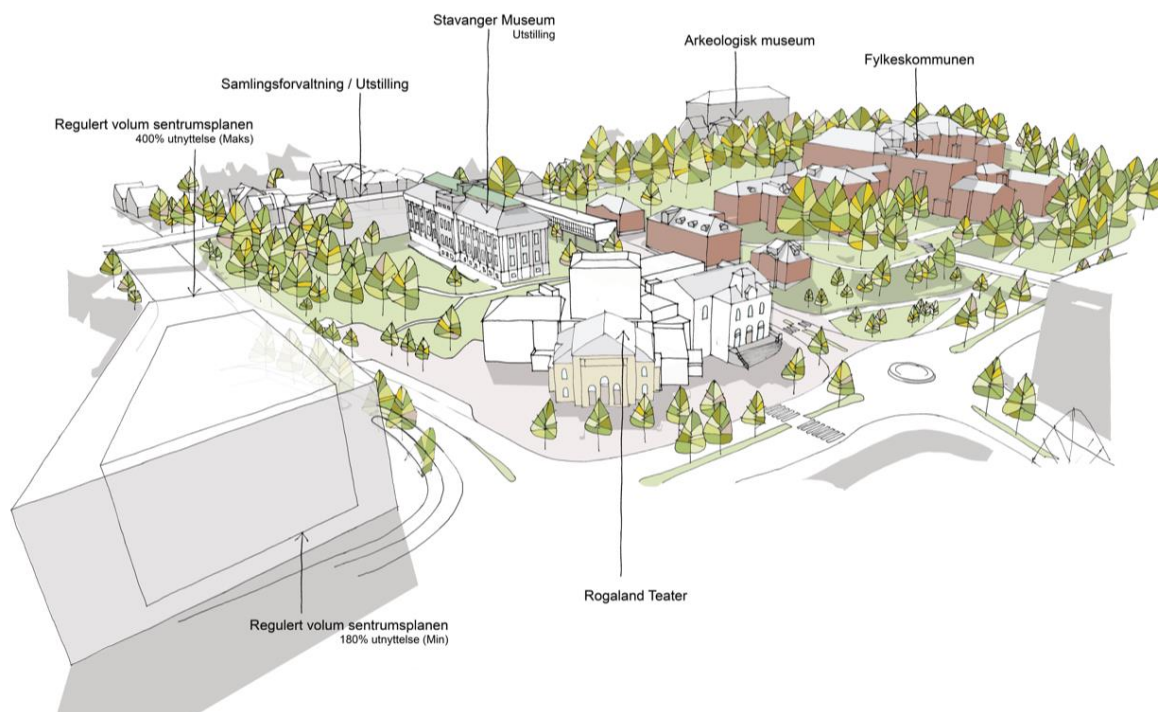 Stavanger Museum
Utstilling
Arkeologisk museum
Fylkeskommunen
Samlingsforvaltning / Utstilling
Regulert volum sentrumsplanen
400% utnyttelse (Maks)
Rogaland Teater
Regulert volum sentrumsplanen
180% utnyttelse (Min)